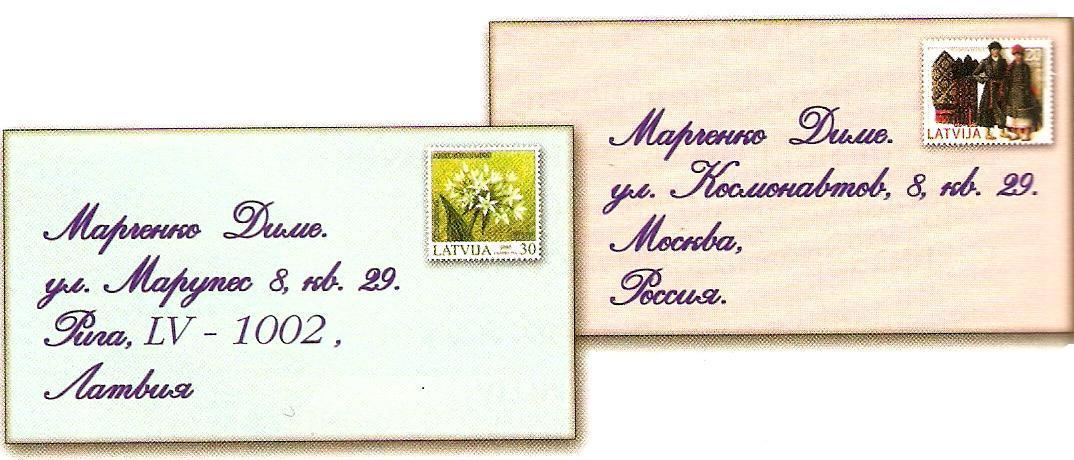 Марченко Диме.
ул. Марупес 8, кв. 29.
Рига, LV - 1002 ,
Латвия
LATVIJA 30
Марченко Диме.
ул. Космонавтов, 8, кв. 29.
Москва,
Россия.
20
LATVIJA